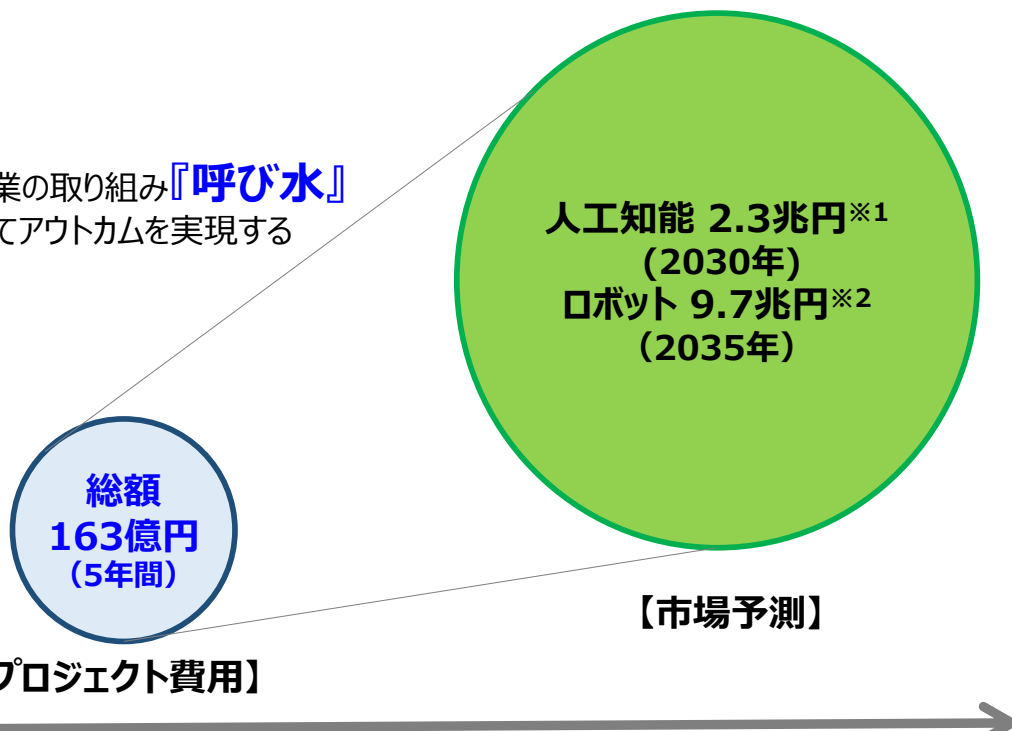 業の取り組み『呼び水』
てアウトカムを実現する
人工知能 2.3兆円※1
(2030年)
ロボット 9.7兆円※2
（2035年）
総額
163億円
（5年間）
【市場予測】
プロジェクト費用】